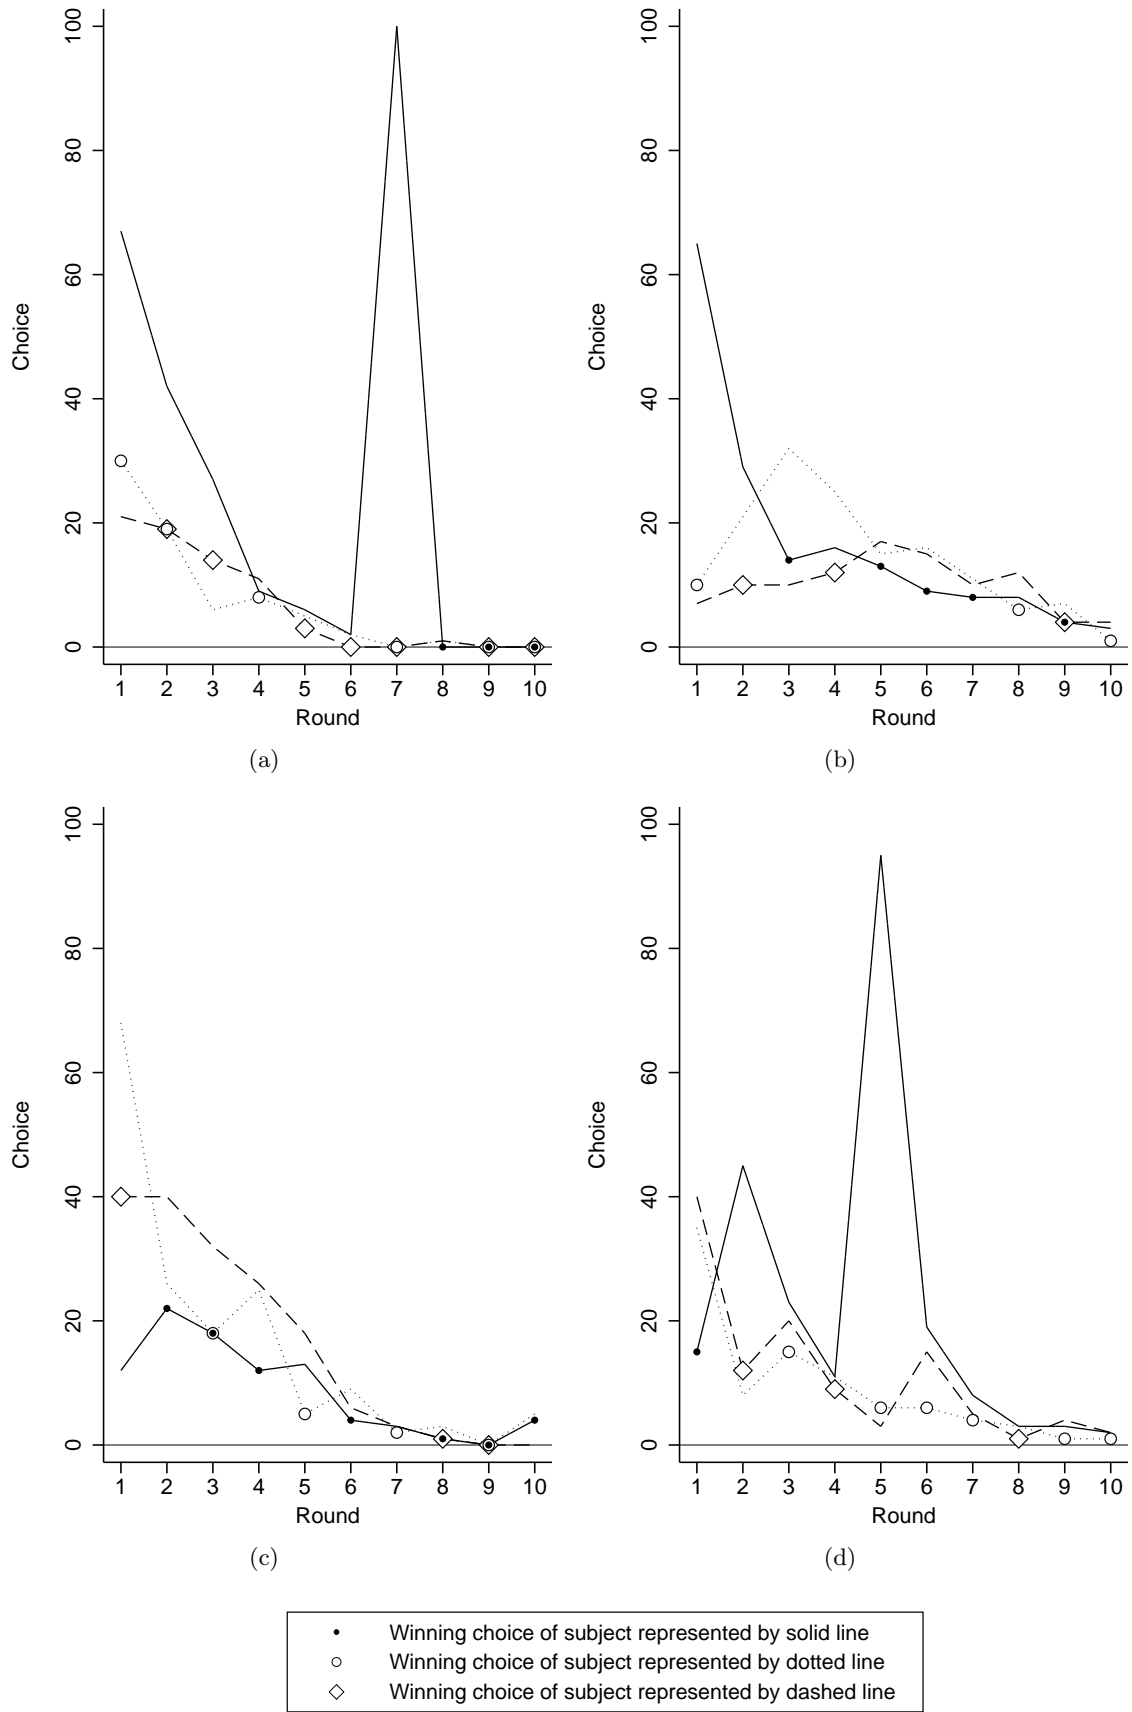 100
80
60
40
20
0
Choice
1 2 3 4 5 6 7 8 9 10
Round
(a)
100
80
60
40
20
0
Choice
1 2 3 4 5 6 7 8 9 10
Round
(b)
100
80
60
40
20
0
Choice
1 2 3 4 5 6 7 8 9 10
Round
(c)
100
80
60
40
20
0
Choice
1 2 3 4 5 6 7 8 9 10
Round
(d)
Winning choice of subject represented by solid line
Winning choice of subject represented by dotted line
Winning choice of subject represented by dashed line